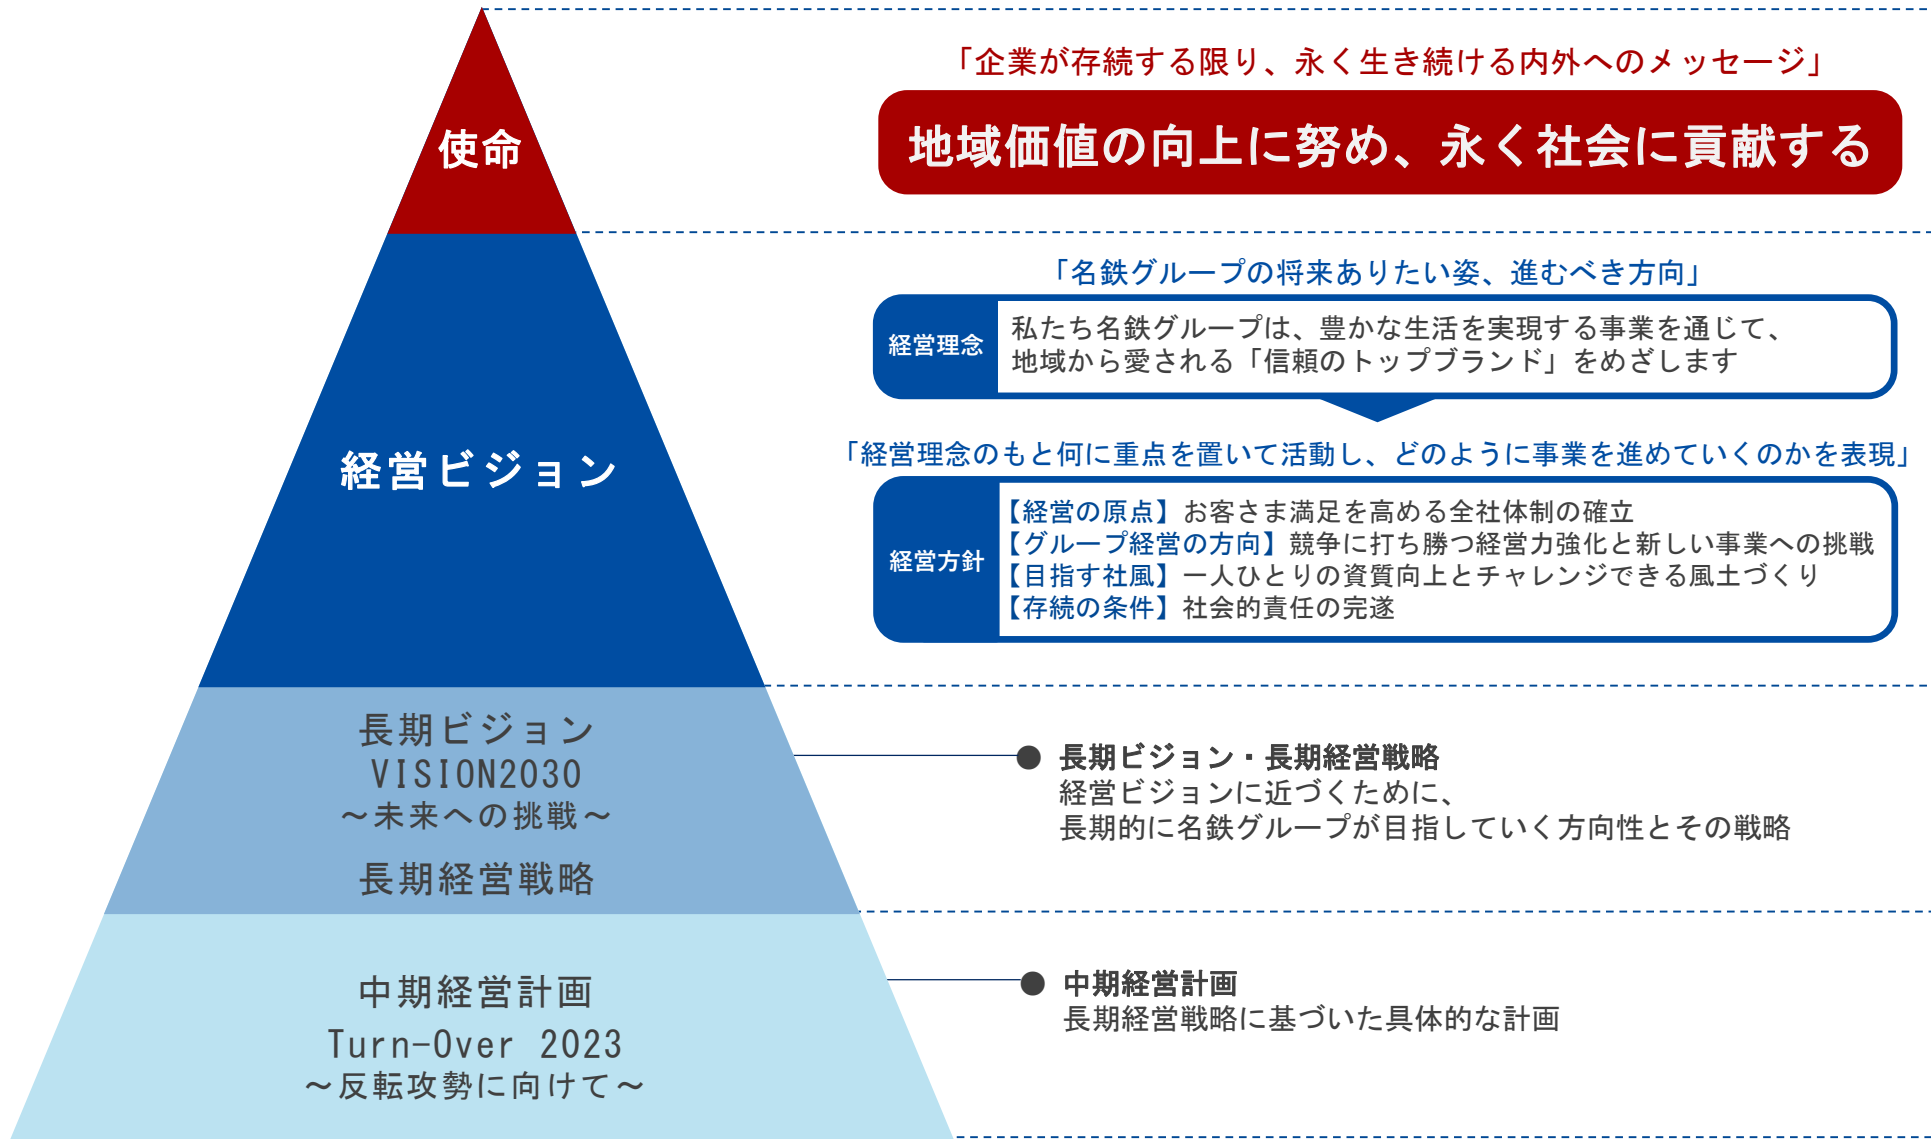 「企業が存続する限り、永く生き続ける内外へのメッセージ」
使命
地域価値の向上に努め、永く社会に貢献する
「名鉄グループの将来ありたい姿、進むべき方向」
経営理念
私たち名鉄グループは、豊かな生活を実現する事業を通じて、
地域から愛される「信頼のトップブランド」をめざします
経営ビジョン
「経営理念のもと何に重点を置いて活動し、どのように事業を進めていくのかを表現」
経営方針
【経営の原点】お客さま満足を高める全社体制の確立
【グループ経営の方向】競争に打ち勝つ経営力強化と新しい事業への挑戦
【目指す社風】一人ひとりの資質向上とチャレンジできる風土づくり
【存続の条件】社会的責任の完遂
長期ビジョン
VISION2030
～未来への挑戦～
長期経営戦略
● 長期ビジョン・長期経営戦略
経営ビジョンに近づくために、
長期的に名鉄グループが目指していく方向性とその戦略
中期経営計画
Turn-Over 2023
～反転攻勢に向けて～
● 中期経営計画
長期経営戦略に基づいた具体的な計画